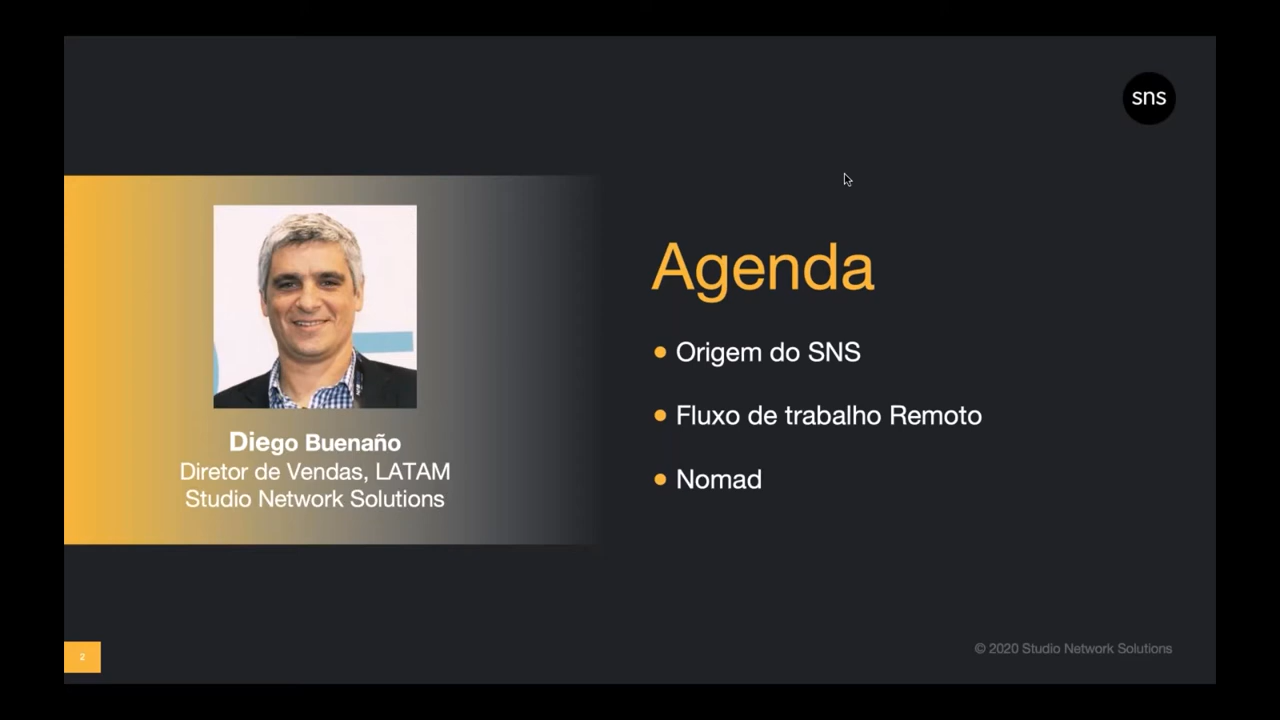 sns
Diego Buenaño
Diretor de Vendas, LATAM
Studio Network Solutions
Agenda
Origem do SNS
Fluxo de trabalho Remoto
Nomad
2
© 2020 Studio Network Solutions